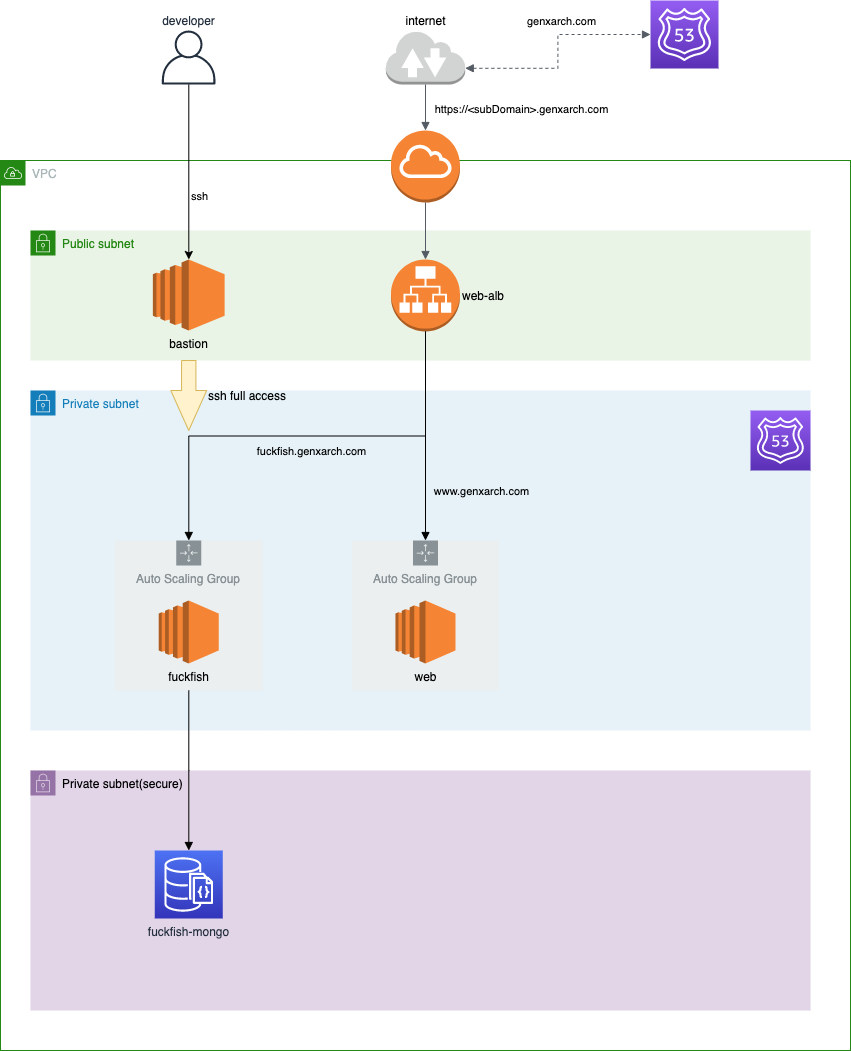 developer
internet
genxarch.com
53
https://<subDomain>.genxarch.com
VPC
ssh
Public subnet
web-alb
bastion
ssh full access
Private subnet
53
fuckfish.genxarch.com
www.genxarch.com
Auto Scaling Group
Auto Scaling Group
fuckfish
web
Private subnet(secure)
fuckfish-mongo